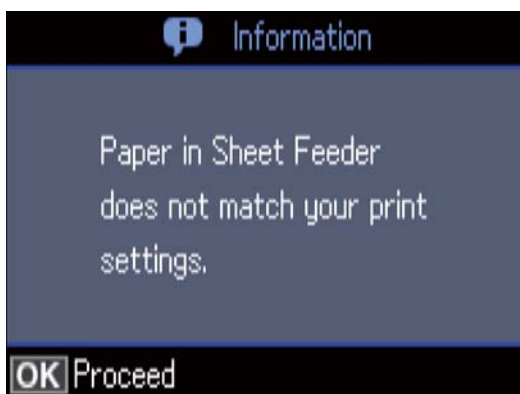 Information
Paper in Sheet Feeder
does not match your print
settings.
OK Proceed